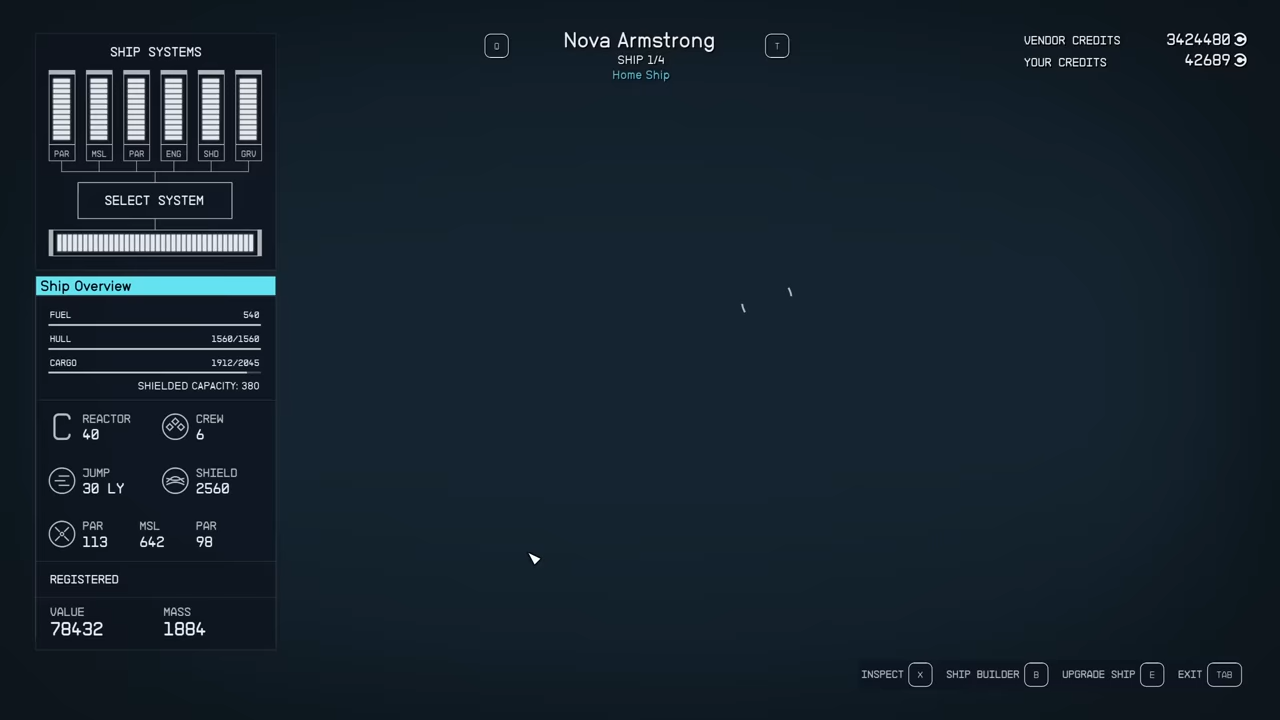 SHIP SYSTEMS
PAR MSL PAR ENG SHD GRV
SELECT SYSTEM
Ship Overview
FUEL 540
HULL 1560/1560
CARGO 1912/2045
SHIELDED CAPACITY: 380
C REACTOR 40
CREW 6
JUMP 30 LY
SHIELD 2560
PAR 113
MSL 642
PAR 98
REGISTERED
VALUE 78432
MASS 1884
Q
Nova Armstrong
T
SHIP 1/4
Home Ship
VENDOR CREDITS 3424480
YOUR CREDITS 42689
INSPECT X SHIP BUILDER B UPGRADE SHIP E EXIT TAB